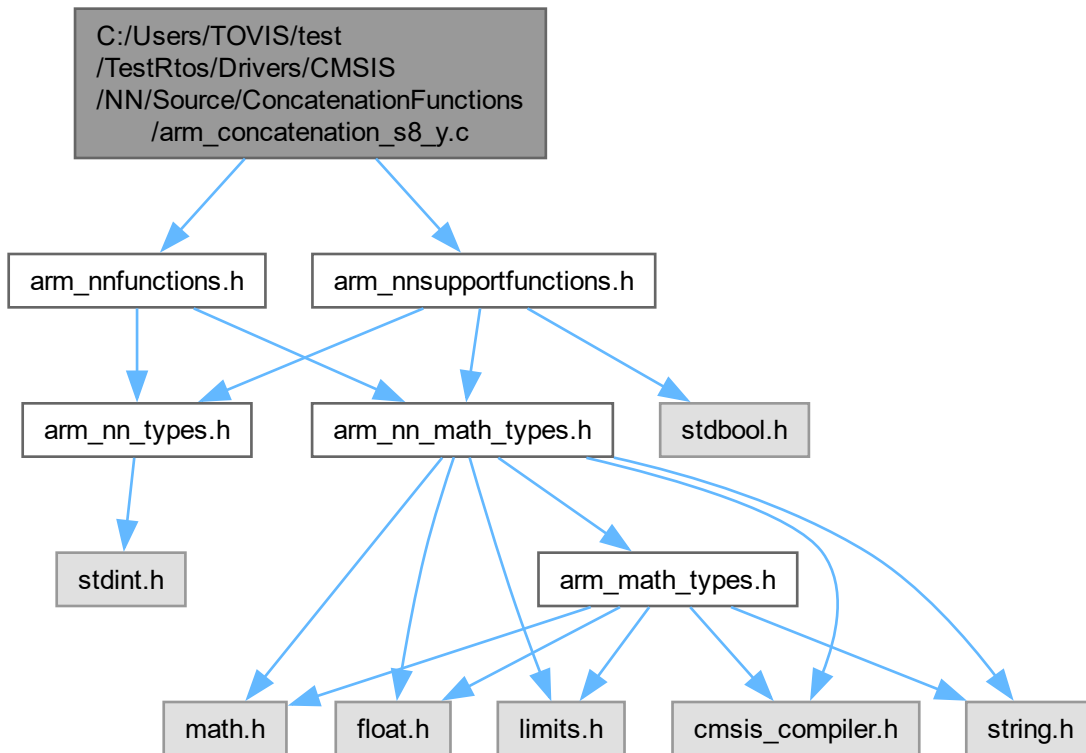 C:/Users/TOVIS/test
/TestRtos/Drivers/CMSIS
/NN/Source/ConcatenationFunctions
/arm_concatenation_s8_y.c
arm_nnfunctions.h
arm_nnsupportfunctions.h
arm_nn_types.h
arm_nn_math_types.h
stdbool.h
stdint.h
arm_math_types.h
math.h
float.h
limits.h
cmsis_compiler.h
string.h